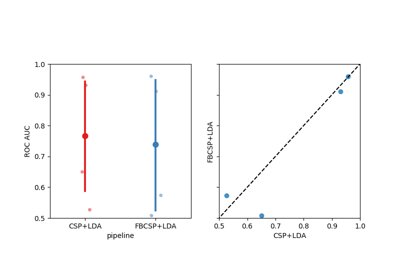 1.0
0.9
0.8
0.7
0.6
0.5
ROC AUC
CSP+LDA FBCSP+LDA
pipeline
FBCSP+LDA
0.5 0.6 0.7 0.8 0.9 1.0
CSP+LDA